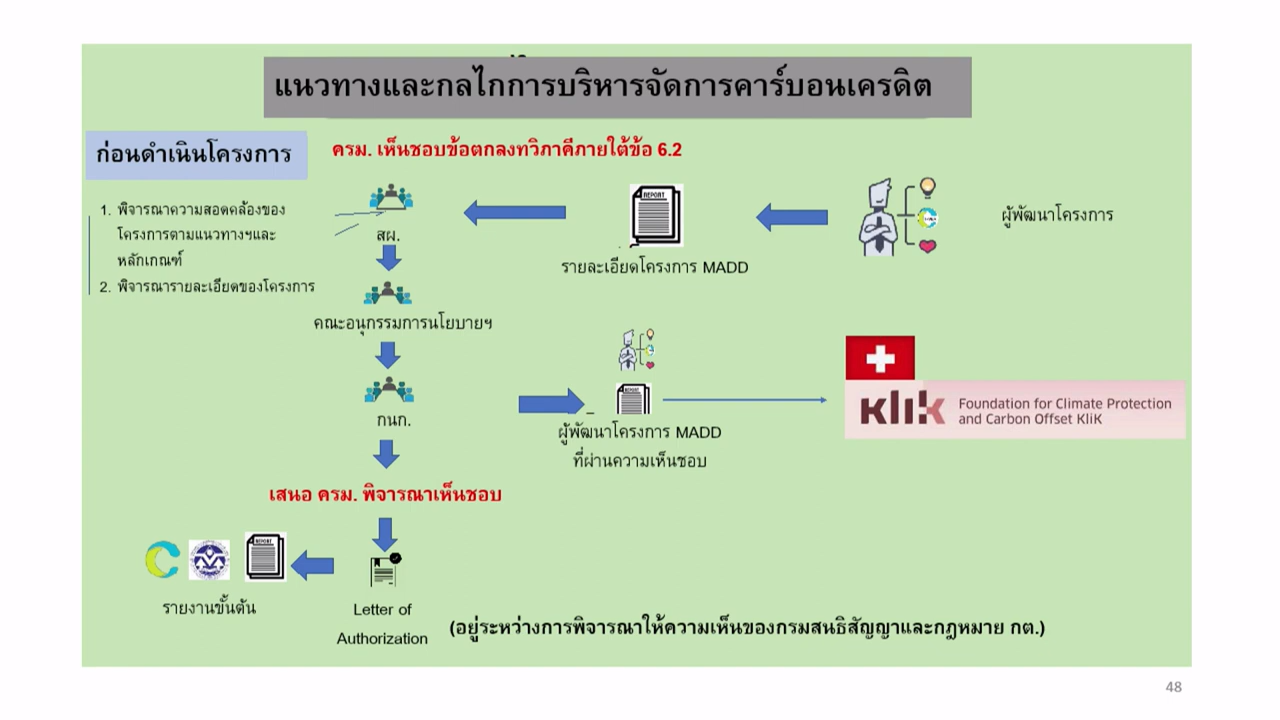 แนวทางและกลไกการบริหารจัดการคาร์บอนเครดิต
ก่อนดำเนินโครงการ
ครม. เห็นชอบข้อตกลงทวิภาคีภายใต้ข้อ 6.2
1. พิจารณาความสอดคล้องของ
โครงการตามแนวทางฯและ
หลักเกณฑ์
2. พิจารณารายละเอียดของโครงการ
สผ.
REPORT
ผู้พัฒนาโครงการ
รายละเอียดโครงการ MADD
คณะอนุกรรมการนโยบายฯ
กนภ.
REPORT
ผู้พัฒนาโครงการ MADD
ที่ผ่านความเห็นชอบ
KliK
Foundation for Climate Protection
and Carbon Offset KliK
เสนอ ครม. พิจารณาเห็นชอบ
REPORT
รายงานขั้นต้น
Letter of
Authorization
(อยู่ระหว่างการพิจารณาให้ความเห็นของกรมสนธิสัญญาและกฎหมาย กต.)
48